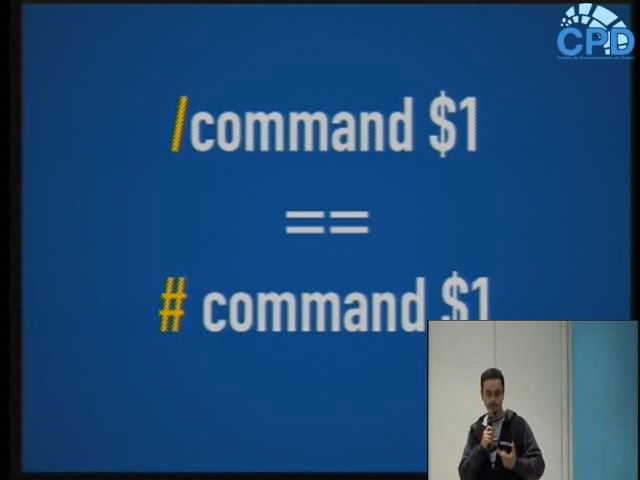 CPD
/command $1
==
# command $1